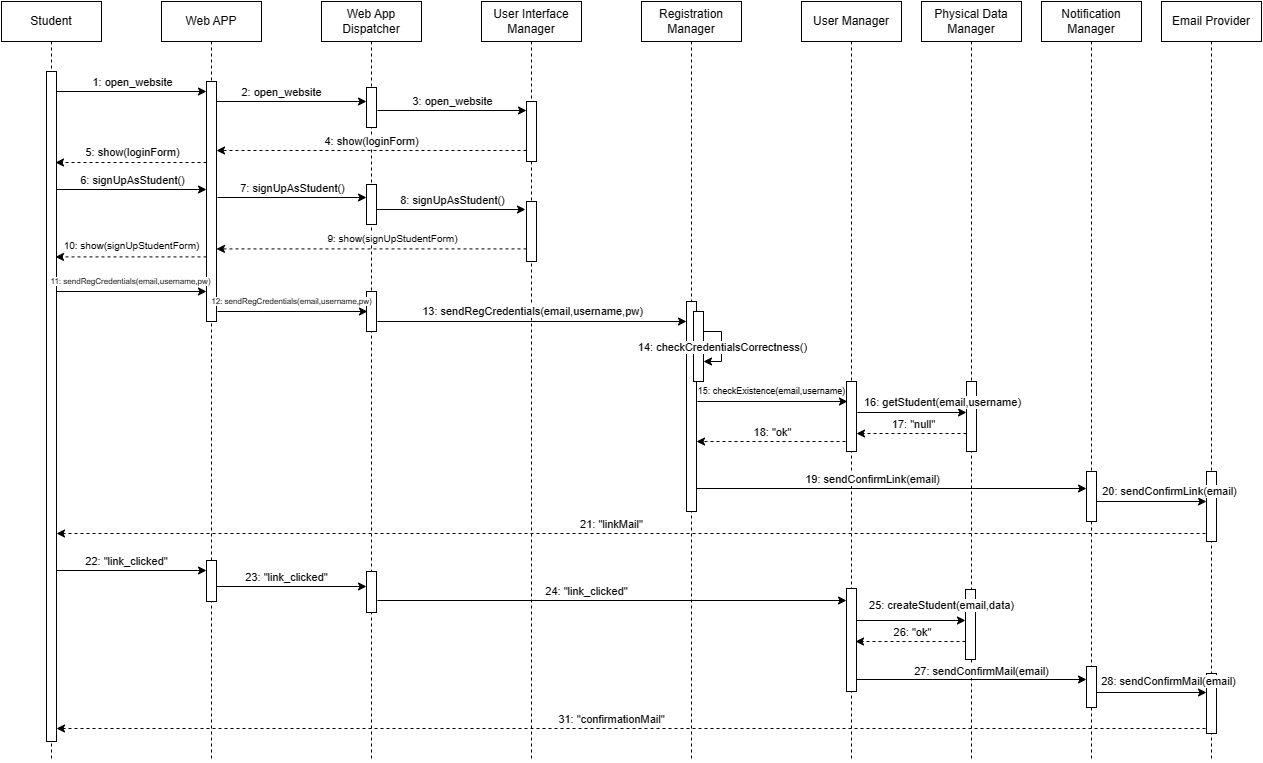 Student
Web APP
Web App
Dispatcher
User Interface
Manager
Registration
Manager
User Manager
Physical Data
Manager
Notification
Manager
Email Provider
1: open_website
2: open_website
3: open_website
4: show(loginForm)
5: show(loginForm)
6: signUpAsStudent()
7: signUpAsStudent()
8: signUpAsStudent()
9: show(signUpStudentForm)
10: show(signUpStudentForm)
11: sendRegCredentials(email,username,pw)
12: sendRegCredentials(email,username,pw)
13: sendRegCredentials(email,username,pw)
14: checkCredentialsCorrectness()
15: checkExistence(email,username)
16: getStudent(email,username)
17: "null"
18: "ok"
19: sendConfirmLink(email)
20: sendConfirmLink(email)
21: "linkMail"
22: "link_clicked"
23: "link_clicked"
24: "link_clicked"
25: createStudent(email,data)
26: "ok"
27: sendConfirmMail(email)
28: sendConfirmMail(email)
31: "confirmationMail"